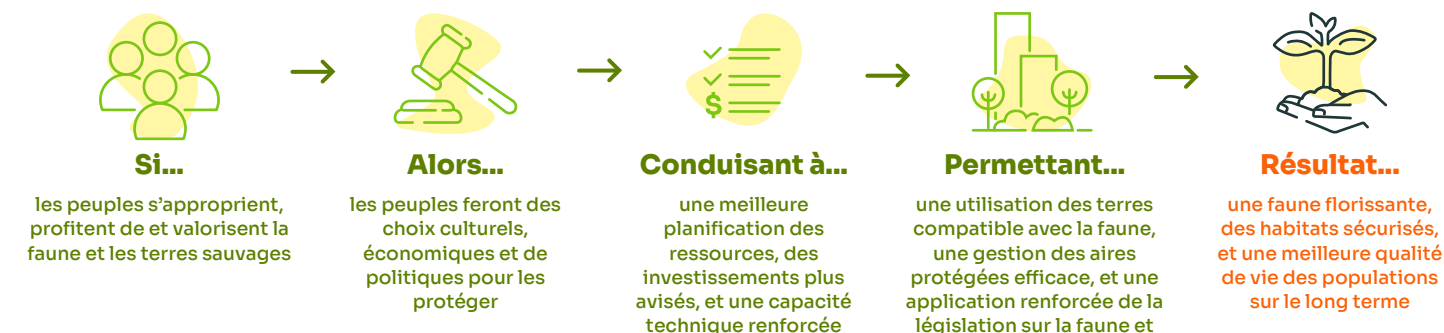 Si...
les peuples s’approprient,
profitent de et valorisent la
faune et les terres sauvages
Alors...
les peuples feront des
choix culturels,
économiques et de
politiques pour les
protéger
Conduisant à...
une meilleure
planification des
ressources, des
investissements plus
avisés, et une capacité
technique renforcée
Permettant...
une utilisation des terres
compatible avec la faune,
une gestion des aires
protégées efficace, et une
application renforcée de la
législation sur la faune et
Résultat...
une faune florissante,
des habitats sécurisés,
et une meilleure qualité
de vie des populations
sur le long terme